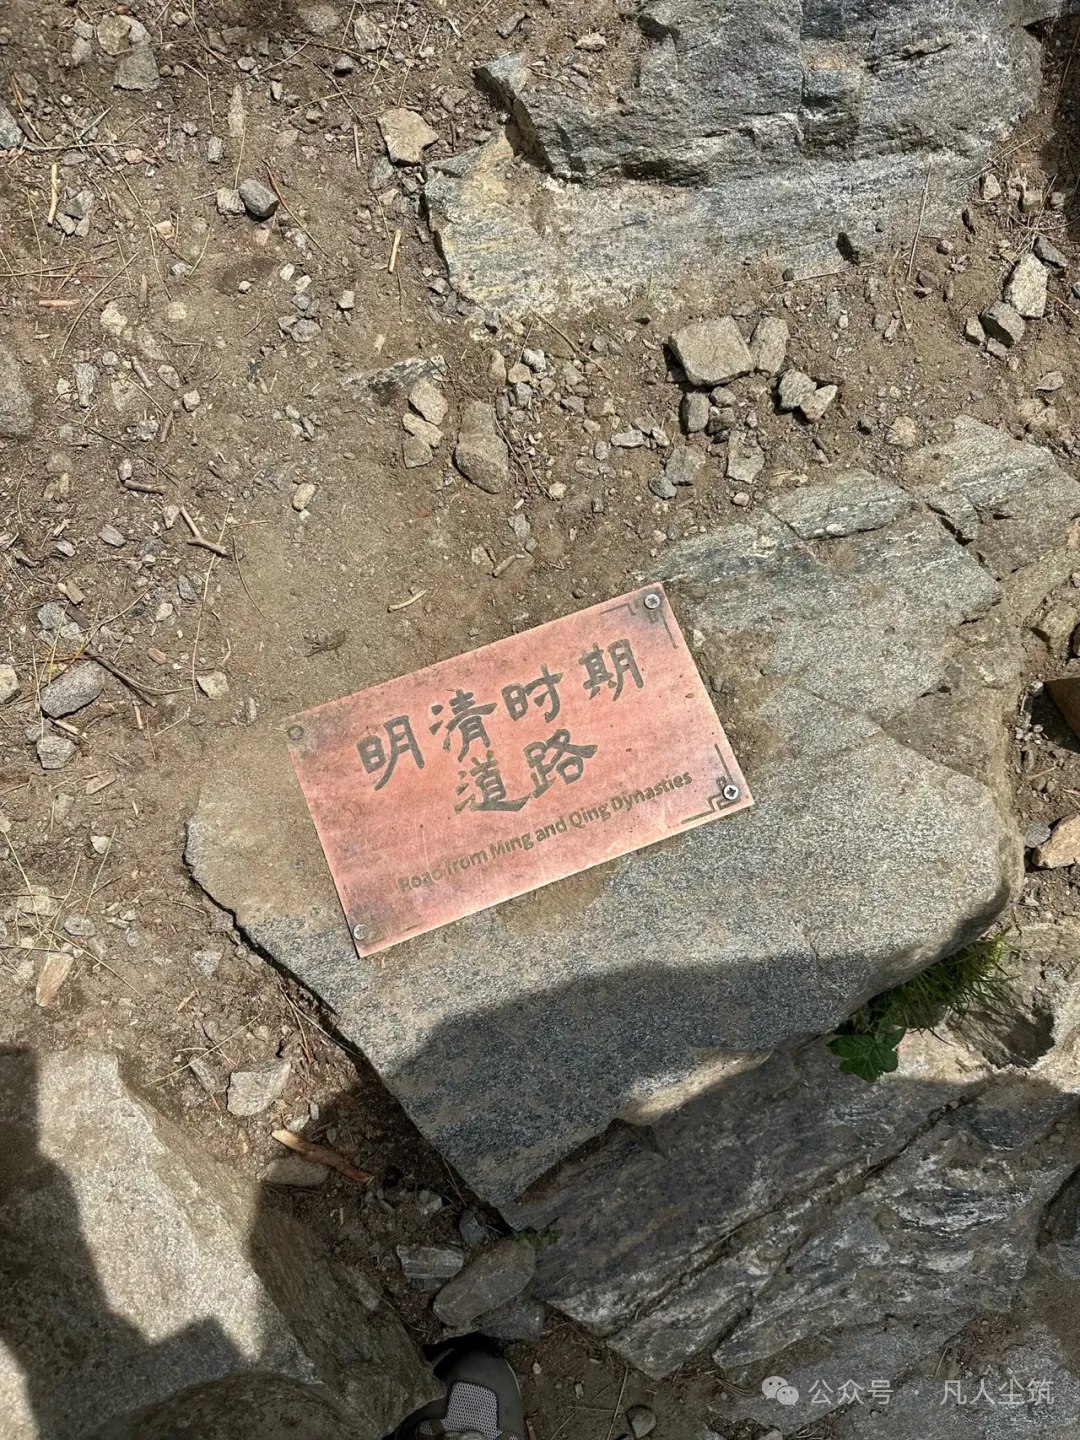 明清时期
道路
Road from Ming and Qing Dynasties
公众号 · 凡人尘筑